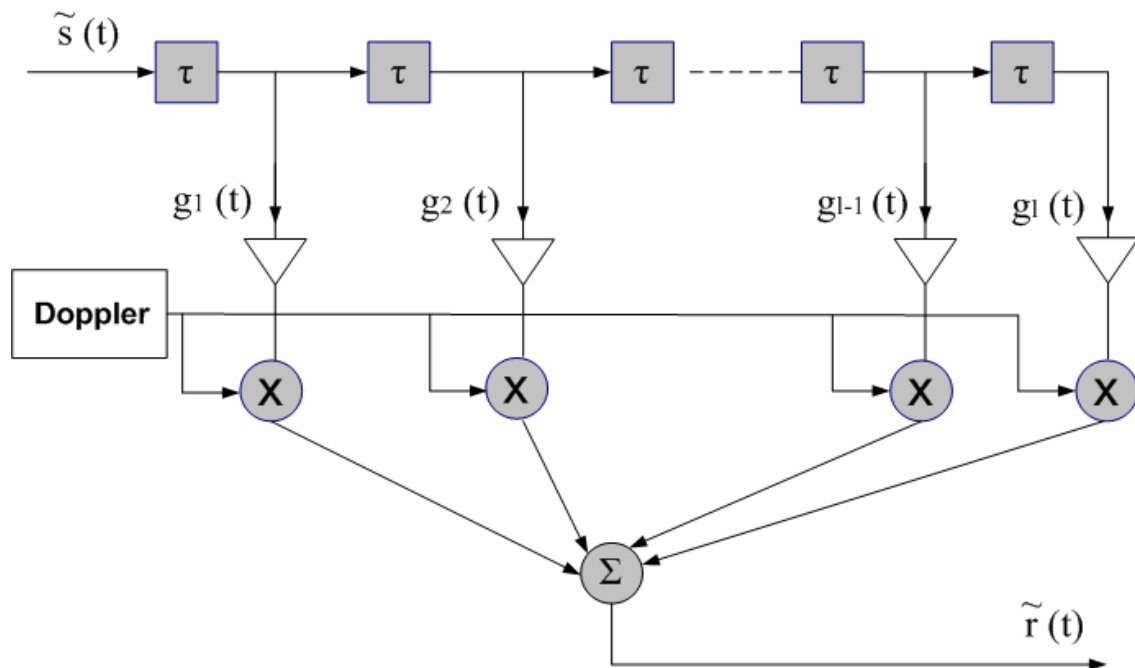 s̃ (t)
τ τ τ τ τ
g1 (t) g2 (t) gl-1 (t) gl (t)
Doppler
X X X X
Σ
r̃ (t)